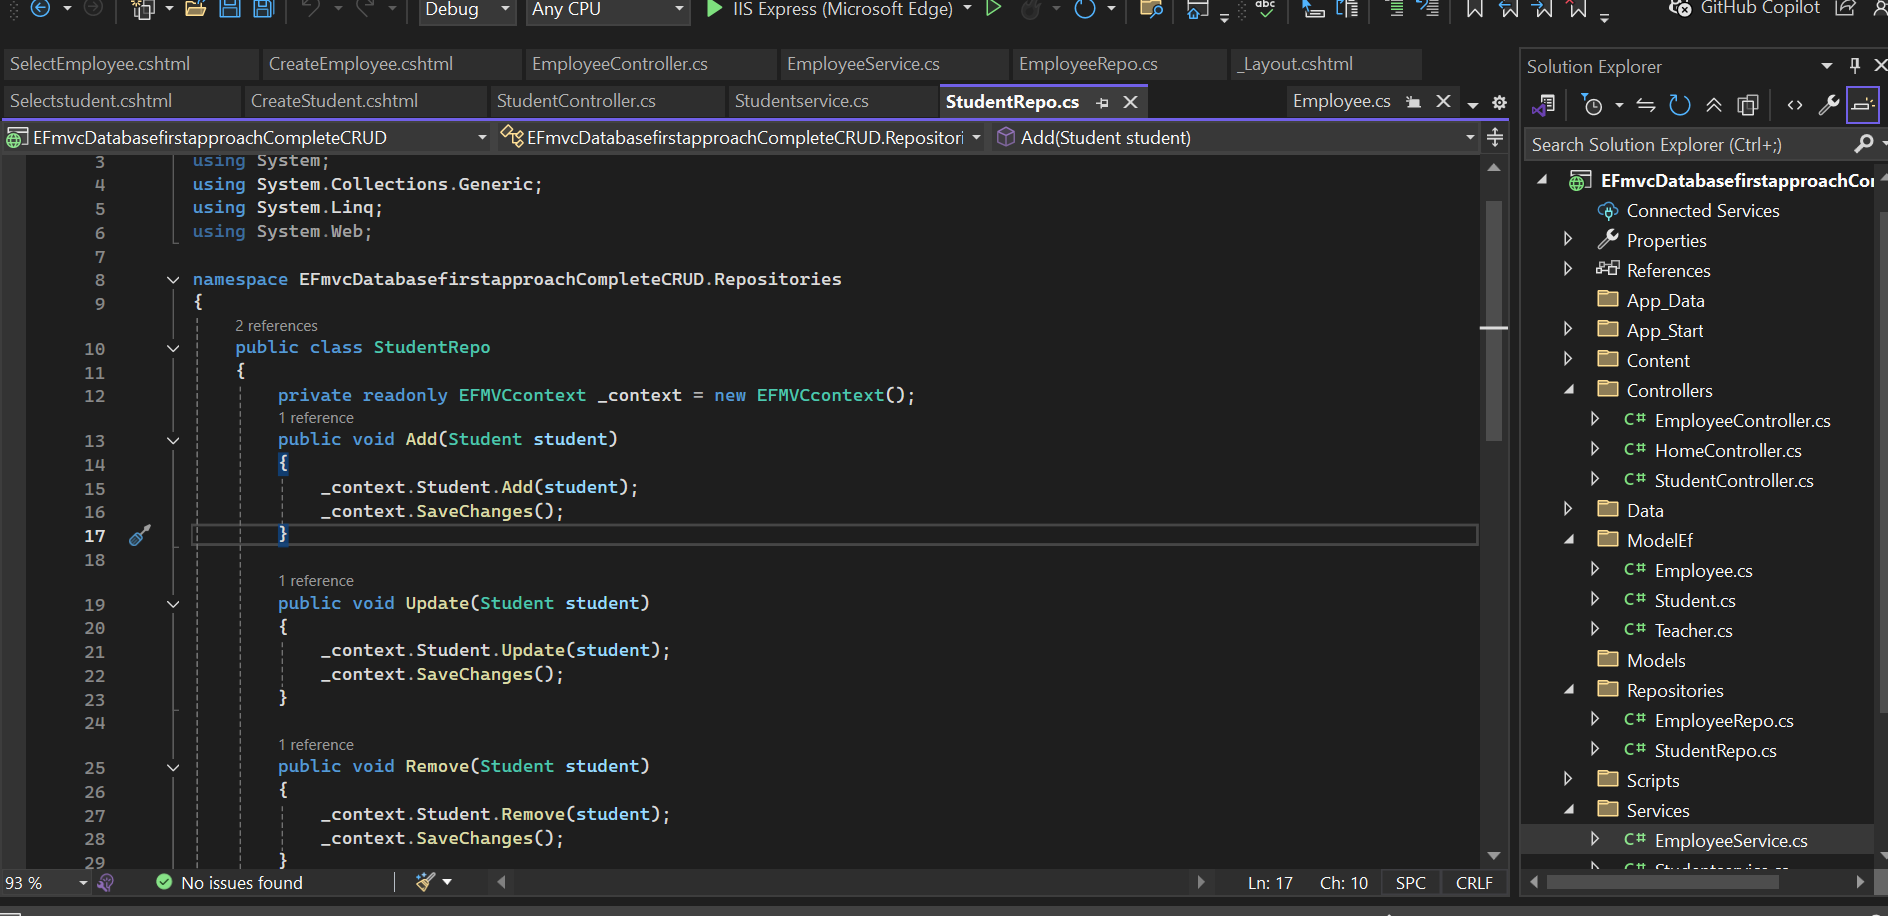 Debug Any CPU IIS Express (Microsoft Edge) abc GitHub Copilot
SelectEmployee.cshtml CreateEmployee.cshtml EmployeeController.cs EmployeeService.cs EmployeeRepo.cs _Layout.cshtml
Selectstudent.cshtml CreateStudent.cshtml StudentController.cs Studentservice.cs StudentRepo.cs Employee.cs
EFmvcDatabasefirstapproachCompleteCRUD EFmvcDatabasefirstapproachCompleteCRUD.Repositori Add(Student student)
3 using System;
4 using System.Collections.Generic;
5 using System.Linq;
6 using System.Web;
7
8 namespace EFmvcDatabasefirstapproachCompleteCRUD.Repositories
9 {
2 references
10 public class StudentRepo
11 {
12 private readonly EFMVCcontext _context = new EFMVCcontext();
1 reference
13 public void Add(Student student)
14 {
15 _context.Student.Add(student);
16 _context.SaveChanges();
17 }
18
1 reference
19 public void Update(Student student)
20 {
21 _context.Student.Update(student);
22 _context.SaveChanges();
23 }
24
1 reference
25 public void Remove(Student student)
26 {
27 _context.Student.Remove(student);
28 _context.SaveChanges();
29 }
93 % No issues found Ln: 17 Ch: 10 SPC CRLF
Solution Explorer
Search Solution Explorer (Ctrl+;)
EFmvcDatabasefirstapproachCo
Connected Services
Properties
References
App_Data
App_Start
Content
Controllers
C# EmployeeController.cs
C# HomeController.cs
C# StudentController.cs
Data
ModelEf
C# Employee.cs
C# Student.cs
C# Teacher.cs
Models
Repositories
C# EmployeeRepo.cs
C# StudentRepo.cs
Scripts
Services
C# EmployeeService.cs
C# Studentservice.cs